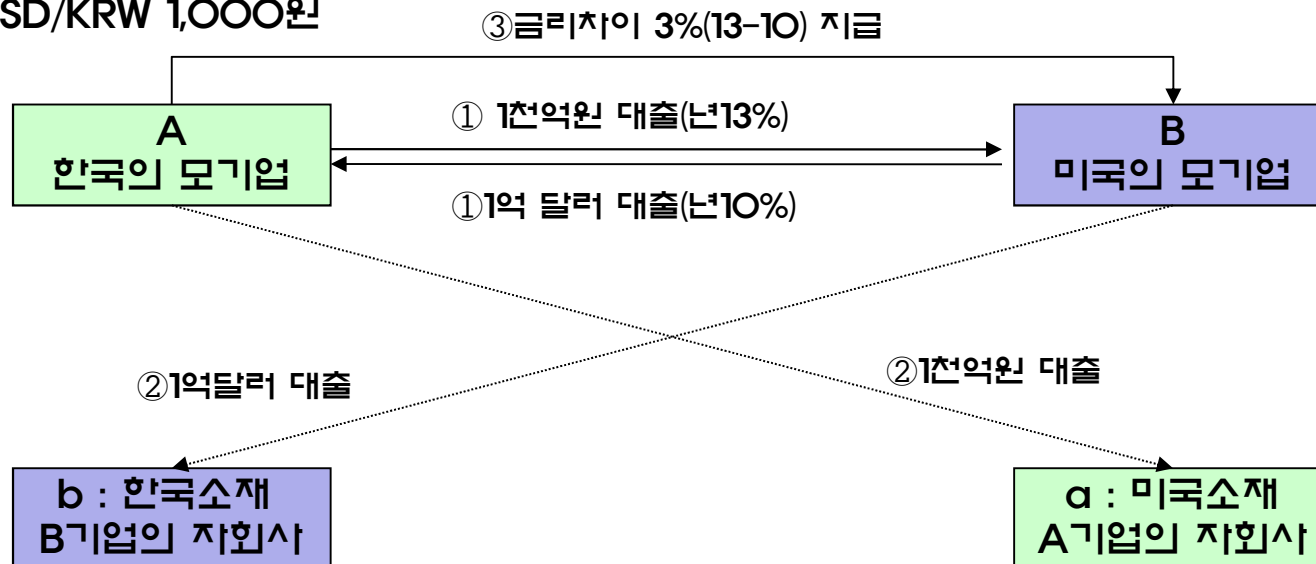 SD/KRW 1,000원
③금리차이 3%(13-10) 지급
A
한국의 모기업
① 1천억원 대출(년13%)
B
미국의 모기업
①1억 달러 대출(년10%)
②1억달러 대출
②1천억원 대출
b : 한국소재
B기업의 자회사
a : 미국소재
A기업의 자회사